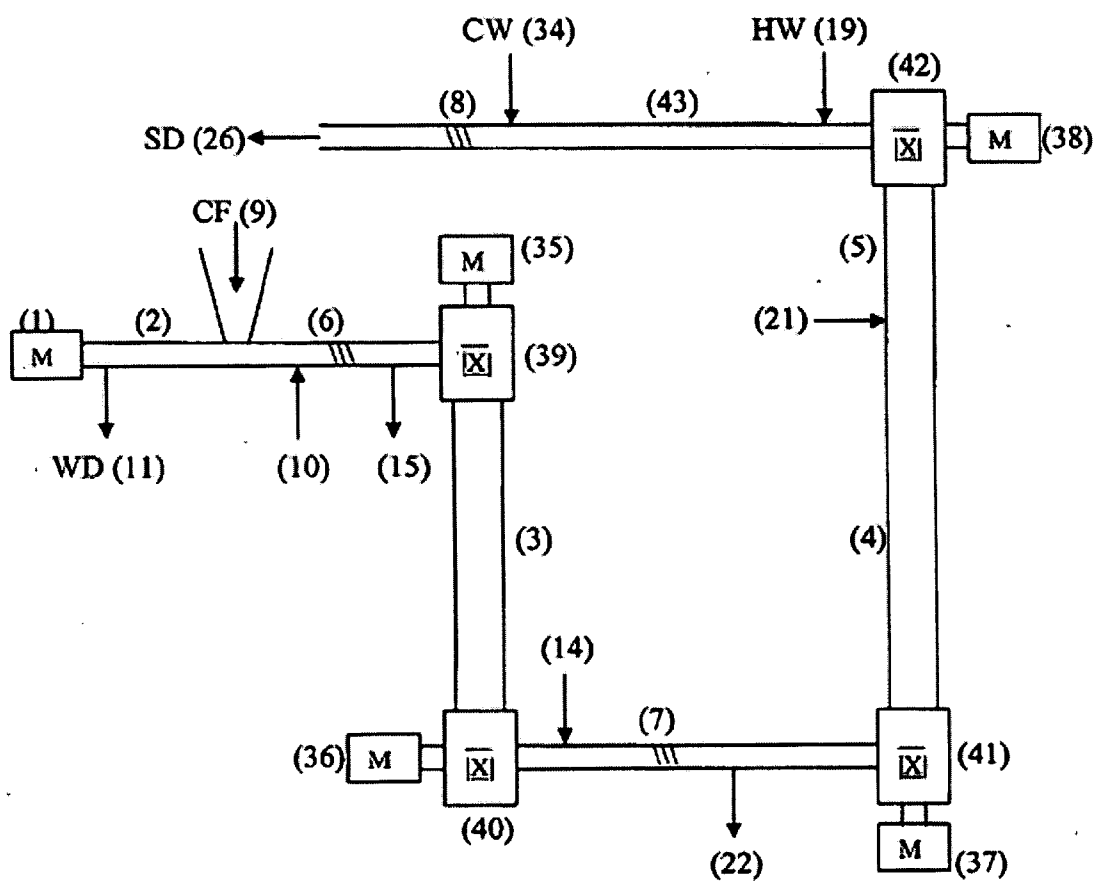 CW (34)
HW (19)
(42)
(8)
(43)
SD (26)
M
(38)
|X|
CF (9)
(5)
M
(35)
(1)
(2)
(6)
(21)
M
|X|
(39)
WD (11)
(10)
(15)
(3)
(4)
(14)
(7)
(36)
M
|X|
|X|
(41)
(40)
(22)
M
(37)